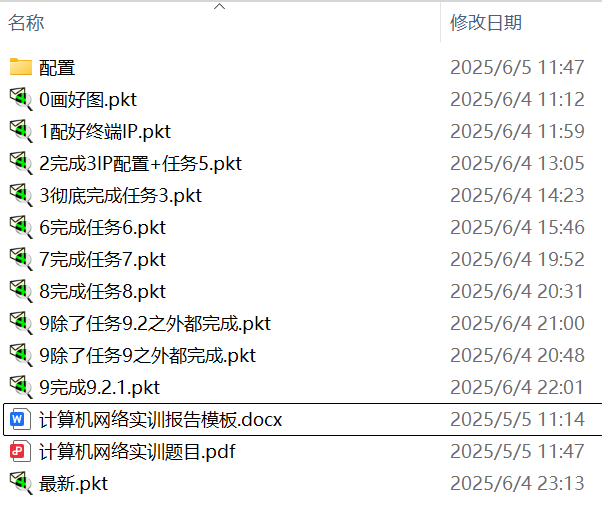 名称 修改日期
配置 2025/6/5 11:47
0画好图.pkt 2025/6/4 11:12
1配好终端IP.pkt 2025/6/4 11:59
2完成3IP配置+任务5.pkt 2025/6/4 13:05
3彻底完成任务3.pkt 2025/6/4 14:23
6完成任务6.pkt 2025/6/4 15:46
7完成任务7.pkt 2025/6/4 19:52
8完成任务8.pkt 2025/6/4 20:31
9除了任务9.2之外都完成.pkt 2025/6/4 21:00
9除了任务9之外都完成.pkt 2025/6/4 20:48
9完成9.2.1.pkt 2025/6/4 22:01
计算机网络实训报告模板.docx 2025/5/5 11:14
计算机网络实训题目.pdf 2025/5/5 11:47
最新.pkt 2025/6/4 23:13